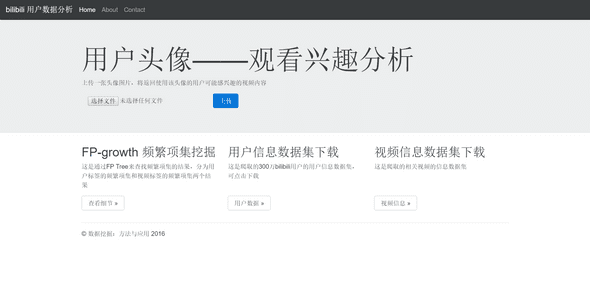 bilibili 用户数据分析 Home About Contact
用户头像——观看兴趣分析
上传一张头像图片，将返回使用该头像的用户可能感兴趣的视频内容
选择文件 未选择任何文件 上传
FP-growth 频繁项集挖掘
这是通过FP Tree来查找频繁项集的结果，分为用
户标签的频繁项集和视频标签的频繁项集两个结
果
查看细节 »
用户信息数据集下载
这是爬取的300万bilibili用户的用户信息数据集，
可点击下载
用户数据 »
视频信息数据集下载
这是爬取的相关视频的信息数据集
视频信息 »
© 数据挖掘：方法与应用 2016